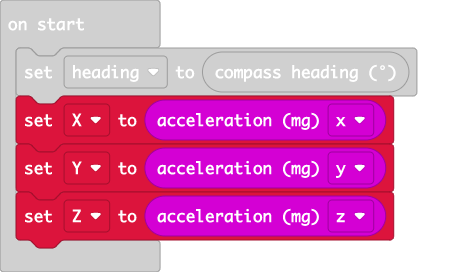 on start
set heading to compass heading (°)
set X to acceleration (mg) x
set Y to acceleration (mg) y
set Z to acceleration (mg) z